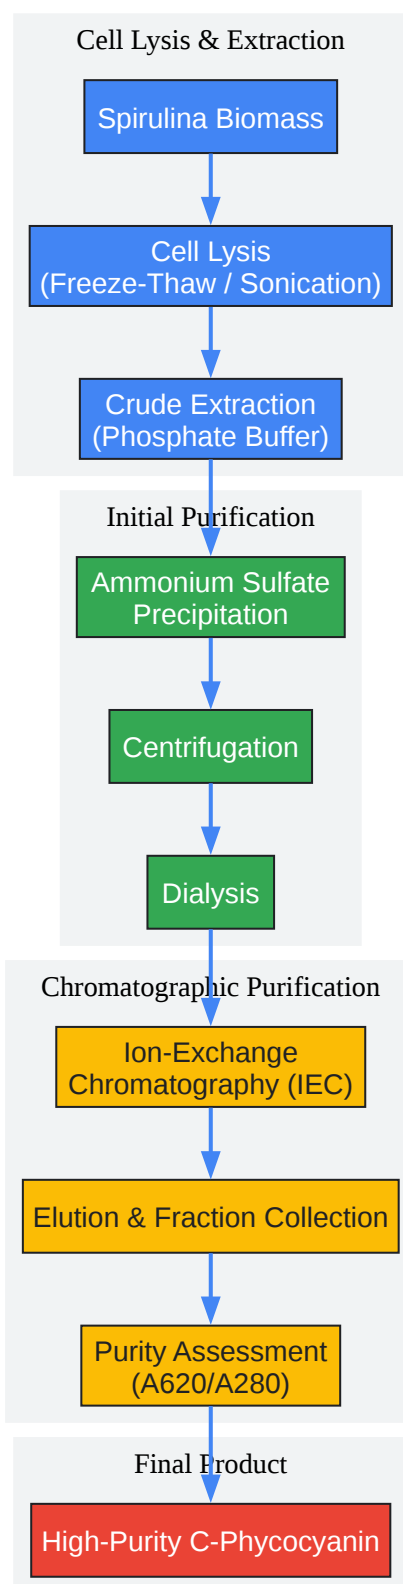 Cell Lysis & Extraction
Spirulina Biomass
Cell Lysis
(Freeze-Thaw / Sonication)
Crude Extraction
(Phosphate Buffer)
Initial Purification
Ammonium Sulfate
Precipitation
Centrifugation
Dialysis
Chromatographic Purification
Ion-Exchange
Chromatography (IEC)
Elution & Fraction Collection
Purity Assessment
(A620/A280)
Final Product
High-Purity C-Phycocyanin